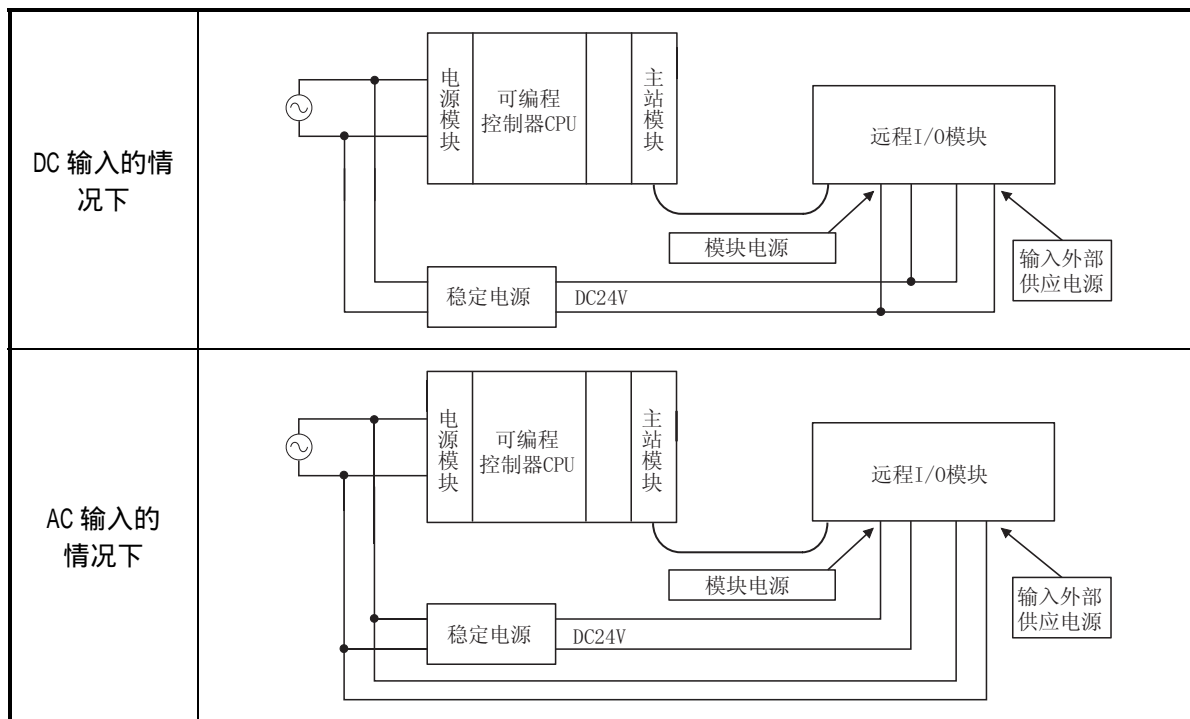 DC 输入的情
况下
电源模块
可编程
控制器CPU
主站模块
远程I/O模块
模块电源
输入外部
供应电源
稳定电源
DC24V
AC 输入的
情况下
电源模块
可编程
控制器CPU
主站模块
远程I/O模块
模块电源
输入外部
供应电源
稳定电源
DC24V